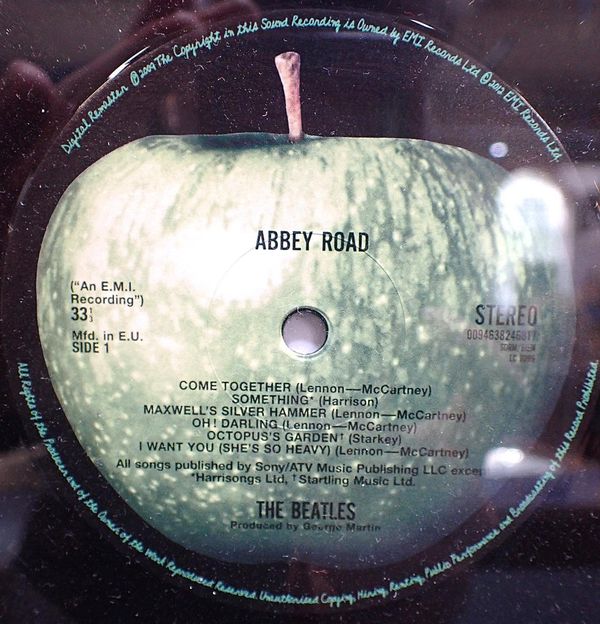 Digital Remaster ℗ 2009 The Copyright in this Sound Recording is Owned by EMI Records Ltd © 2012 EMI Records Ltd.
ABBEY ROAD
("An E.M.I.
Recording")
33⅓
Mfd. in E.U.
SIDE 1
STEREO
COME TOGETHER (Lennon—McCartney)
SOMETHING* (Harrison)
MAXWELL'S SILVER HAMMER (Lennon—McCartney)
OH! DARLING (Lennon—McCartney)
OCTOPUS'S GARDEN† (Starkey)
I WANT YOU (SHE'S SO HEAVY) (Lennon—McCartney)
All songs published by Sony/ATV Music Publishing LLC excep
*Harrisongs Ltd, †Startling Music Ltd.
THE BEATLES
Produced by George Martin
All Rights of the Producer and of the Owner of the Work Reproduced Reserved. Unauthorised Copying, Hiring, Renting, Public Performance and Broadcasting of this Record Prohibited.